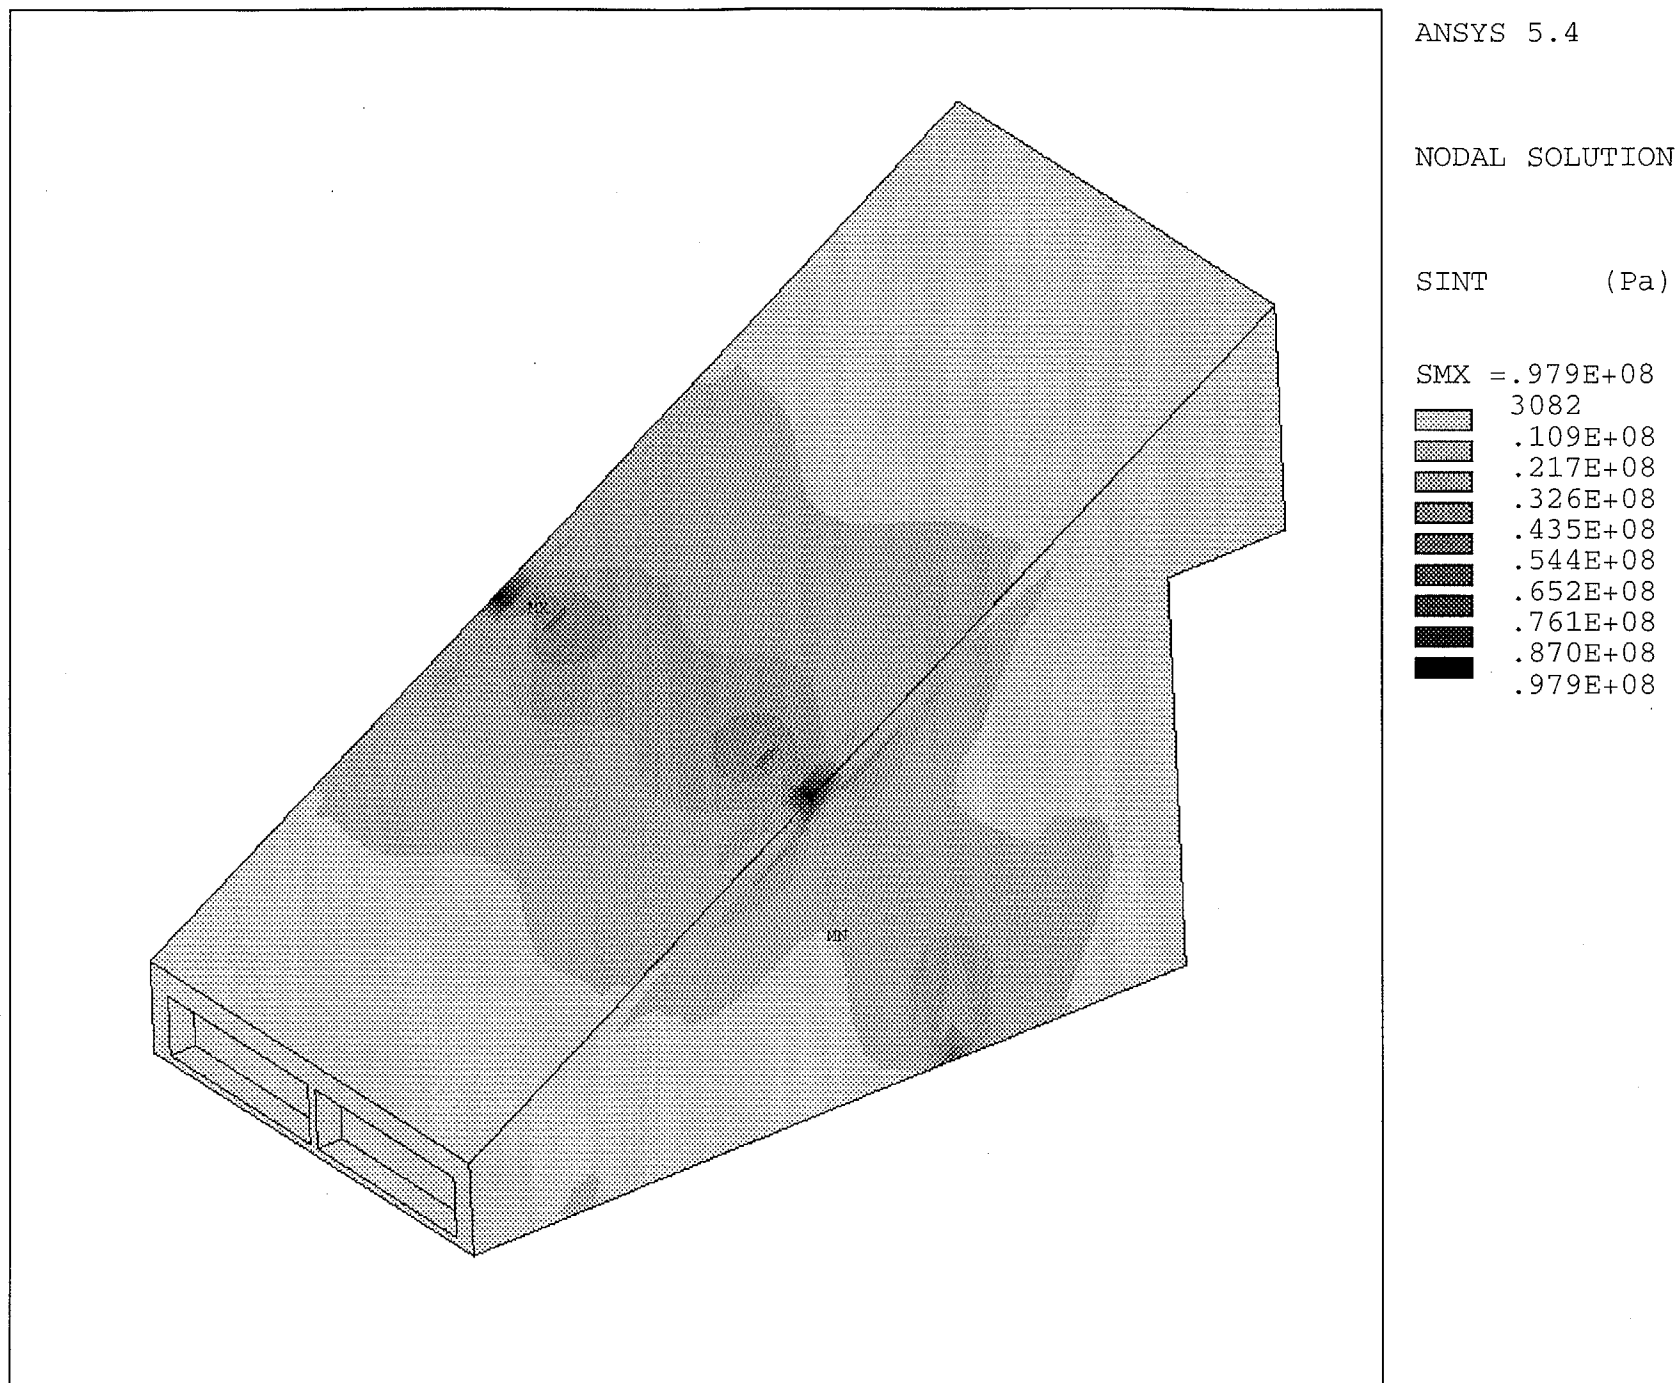 ANSYS 5.4
NODAL SOLUTION
SINT (Pa)
SMX =.979E+08
3082
.109E+08
.217E+08
.326E+08
.435E+08
.544E+08
.652E+08
.761E+08
.870E+08
.979E+08
MN